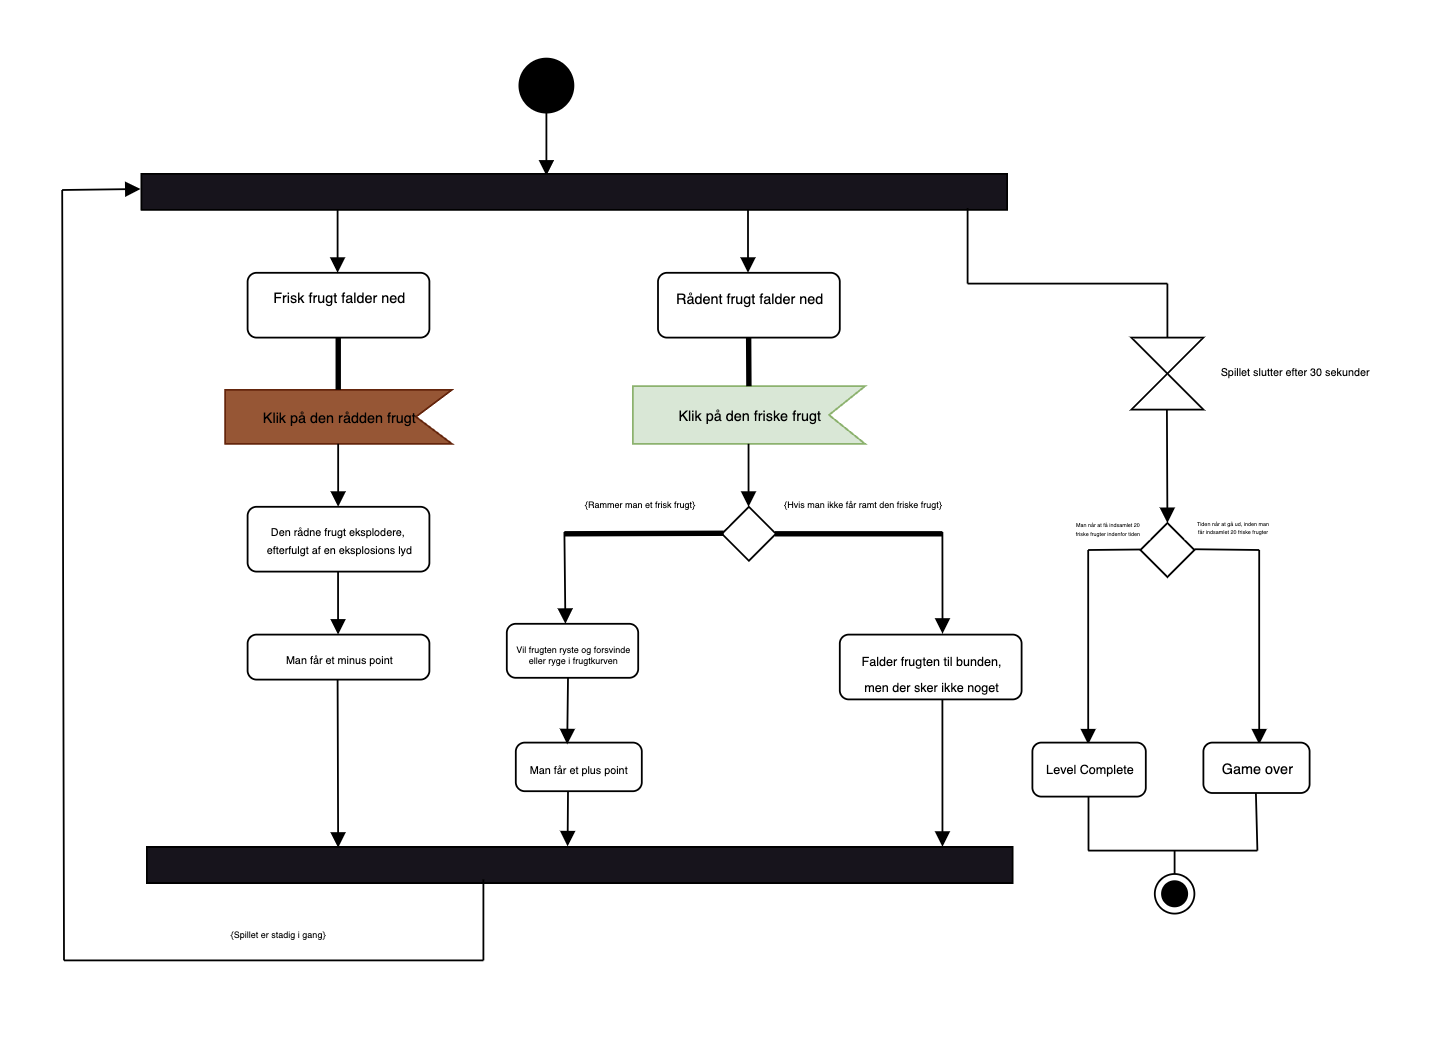 Frisk frugt falder ned
Rådent frugt falder ned
Spillet slutter efter 30 sekunder
Klik på den rådden frugt
Klik på den friske frugt
{Rammer man et frisk frugt}
{Hvis man ikke får ramt den friske frugt}
Man når at få indsamlet 20
friske frugter indenfor tiden
Tiden når at gå ud, inden man
får indsamlet 20 friske frugter
Den rådne frugt eksplodere,
efterfulgt af en eksplosions lyd
Man får et minus point
Vil frugten ryste og forsvinde
eller ryge i frugtkurven
Falder frugten til bunden,
men der sker ikke noget
Man får et plus point
Level Complete
Game over
{Spillet er stadig i gang}